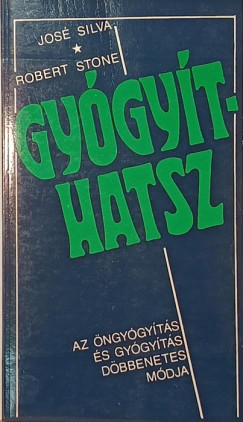 JOSÉ SILVA
★
ROBERT STONE
GYÓGYÍT-
HATSZ
AZ ÖNGYÓGYÍTÁS
ÉS GYÓGYÍTÁS
DÖBBENETES
MÓDJA